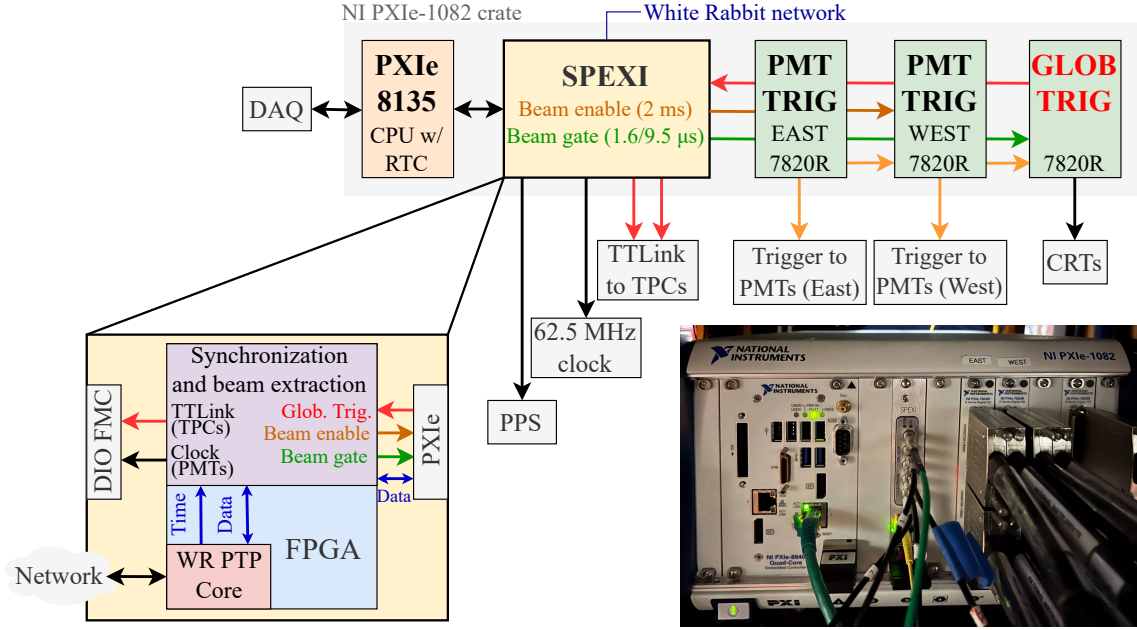 NI PXIe-1082 crate
White Rabbit network
DAQ
PXIe
8135
CPU w/
RTC
SPEXI
Beam enable (2 ms)
Beam gate (1.6/9.5 μs)
PMT
TRIG
EAST
7820R
PMT
TRIG
WEST
7820R
GLOB
TRIG
7820R
TTLink
to TPCs
Trigger to
PMTs (East)
Trigger to
PMTs (West)
CRTs
62.5 MHz
clock
PPS
Synchronization
and beam extraction
TTLink
(TPCs)
Clock
(PMTs)
Glob. Trig.
Beam enable
Beam gate
DIO FMC
PXIe
Data
Time
Data
FPGA
WR PTP
Core
Network
NATIONAL
INSTRUMENTS
EAST
WEST
NI PXIe-1082
NATIONAL
INSTRUMENTS
SPEXI
NI PXIe-8840
Quad-Core
Embedded Controller
PXI
PXI